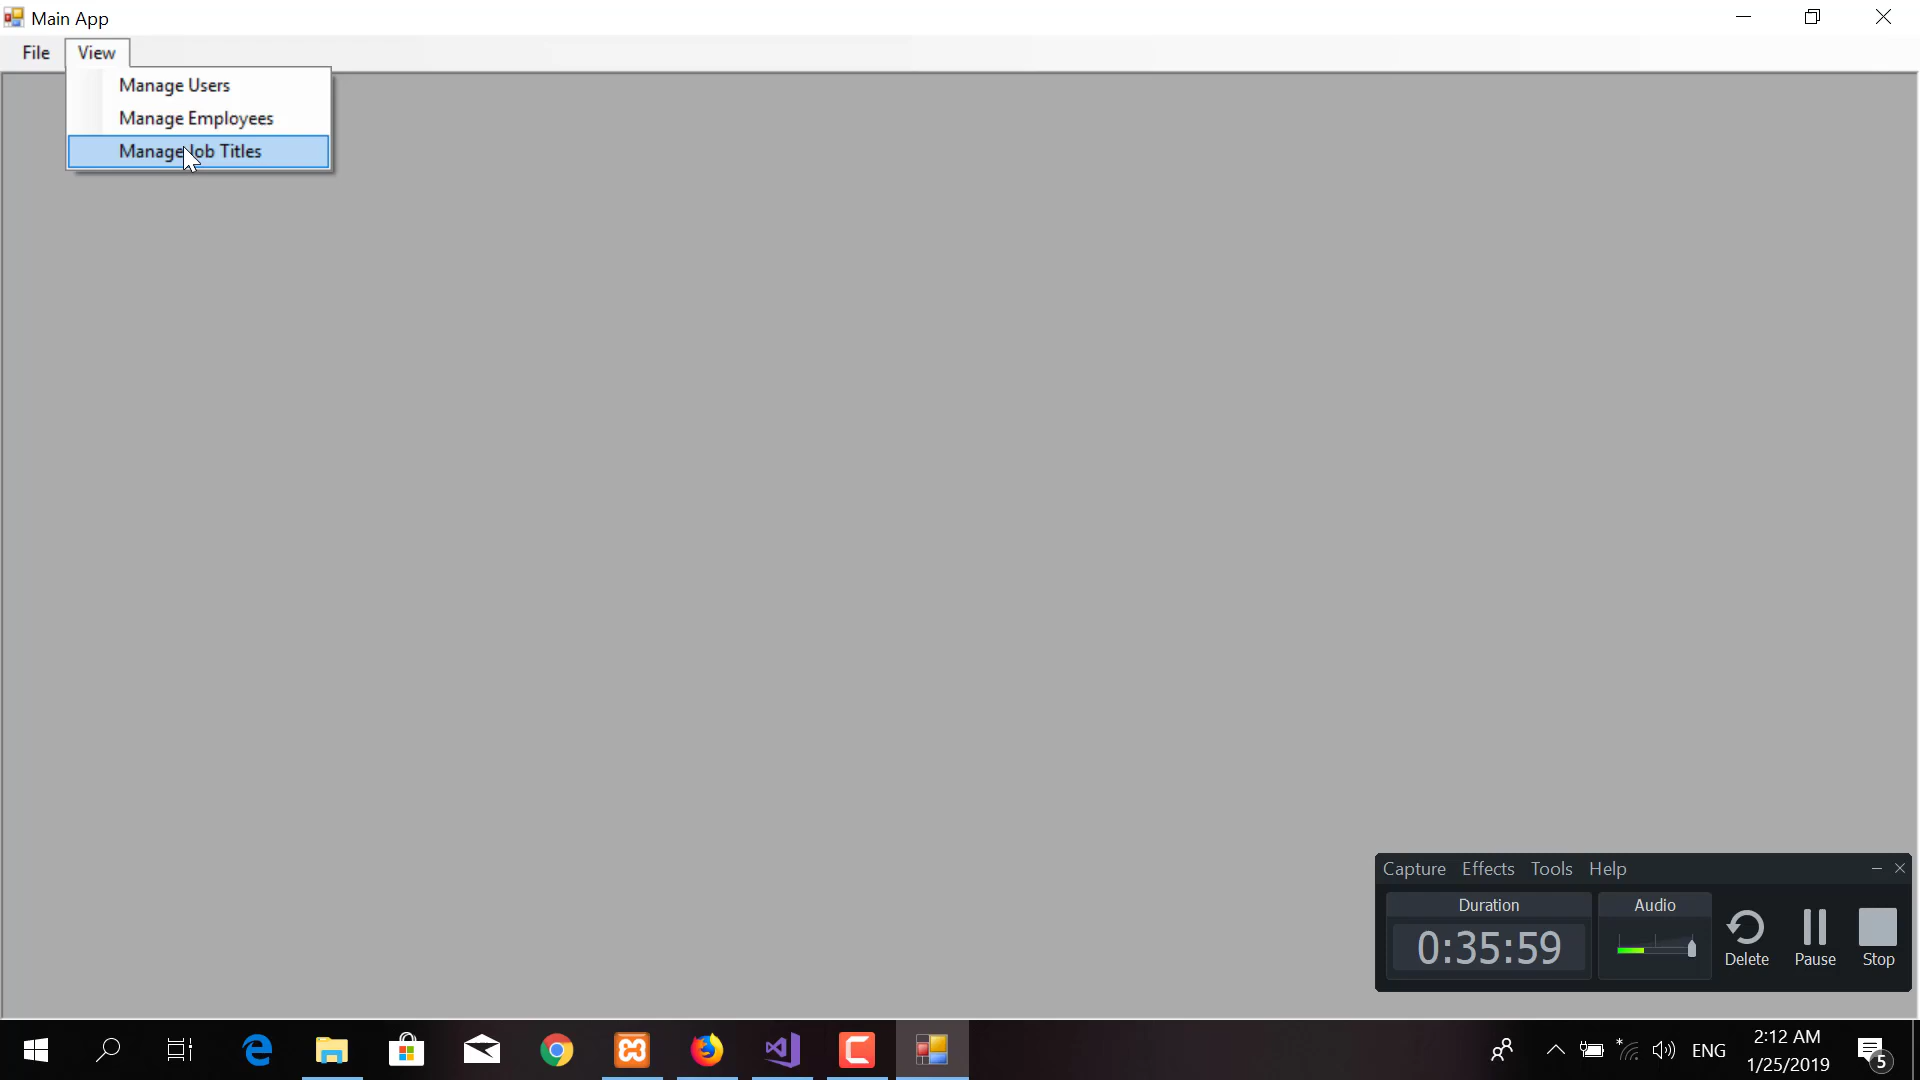 Main App
File View
Manage Users
Manage Employees
Manage Job Titles
Capture Effects Tools Help
Duration Audio
0:35:59
Delete Pause Stop
ENG
2:12 AM
1/25/2019
5